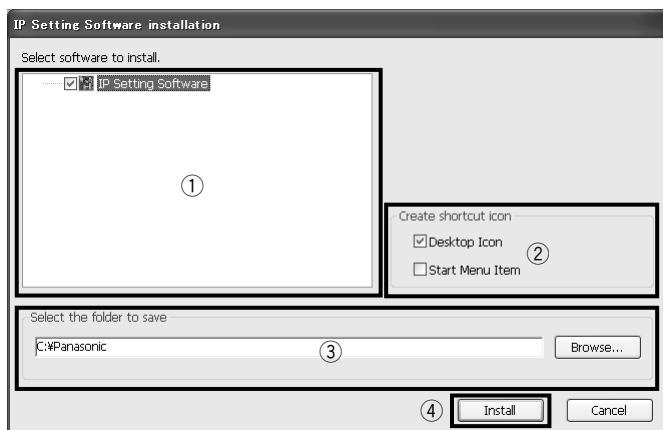 IP Setting Software installation
Select software to install.
IP Setting Software
①
Create shortcut icon
Desktop Icon
②
Start Menu Item
Select the folder to save
C:¥Panasonic
③
Browse...
④
Install
Cancel